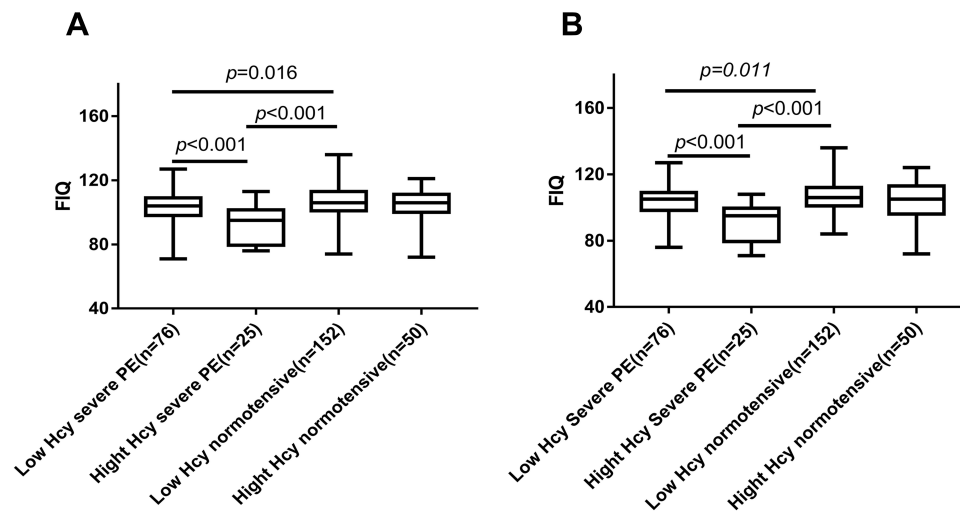 A
p=0.016
p<0.001
p<0.001
FIQ
160
120
80
40
Low Hcy severe PE(n=76)
Hight Hcy severe PE(n=25)
Low Hcy normotensive(n=152)
Hight Hcy normotensive(n=50)
B
p=0.011
p<0.001
p<0.001
FIQ
160
120
80
40
Low Hcy Severe PE(n=76)
Hight Hcy Severe PE(n=25)
Low Hcy normotensive(n=152)
Hight Hcy normotensive(n=50)